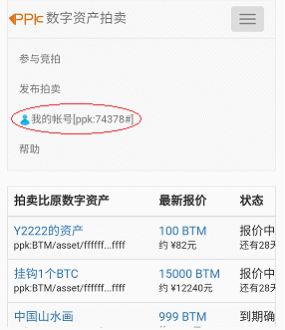 PPk 数字资产拍卖
参与竞拍
发布拍卖
我的帐号[ppk:74378#]
帮助
拍卖比原数字资产 最新报价 状态
Y2222的资产 100 BTM 报价中
ppk:BTM/asset/ffffff...ffff 约 ¥82元 还有28天
挂钩1个BTC 15000 BTM 报价中
ppk:BTM/asset/ffffff...ffff 约 ¥12240元 还有28天
中国山水画 999 BTM 到期确